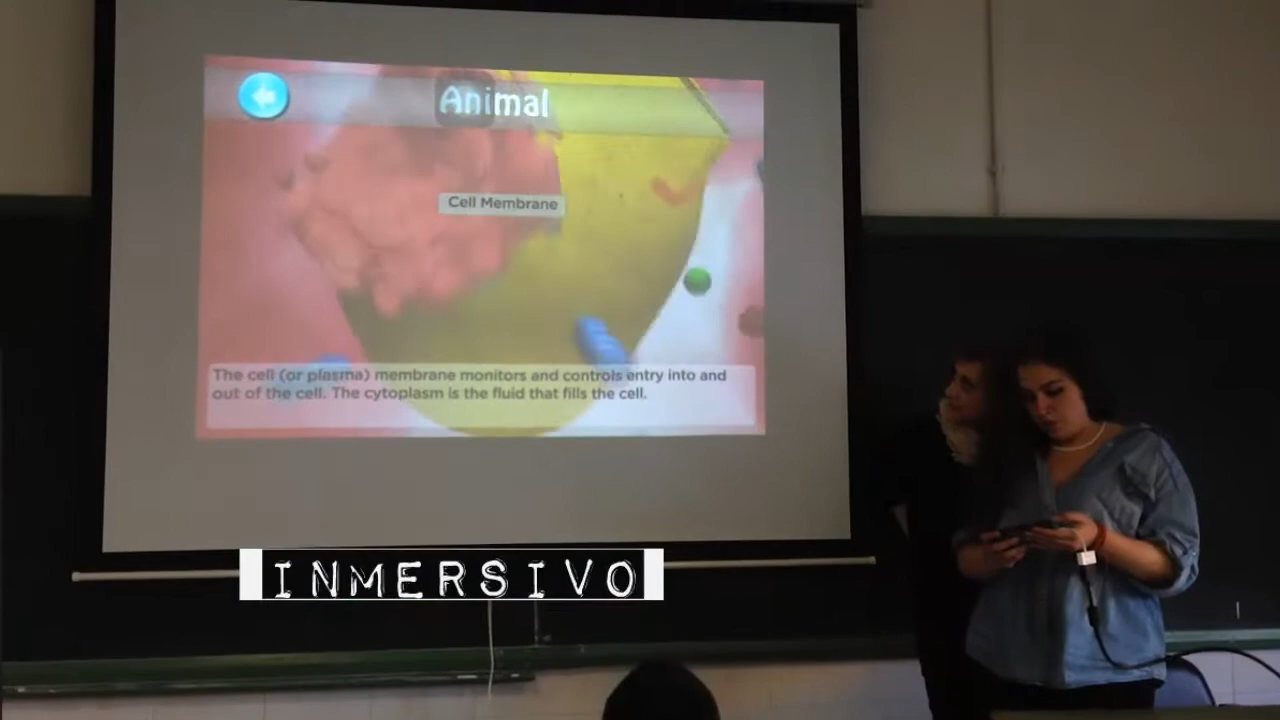 Animal
Cell Membrane
The cell (or plasma) membrane monitors and controls entry into and
out of the cell. The cytoplasm is the fluid that fills the cell.
INMERSIVO